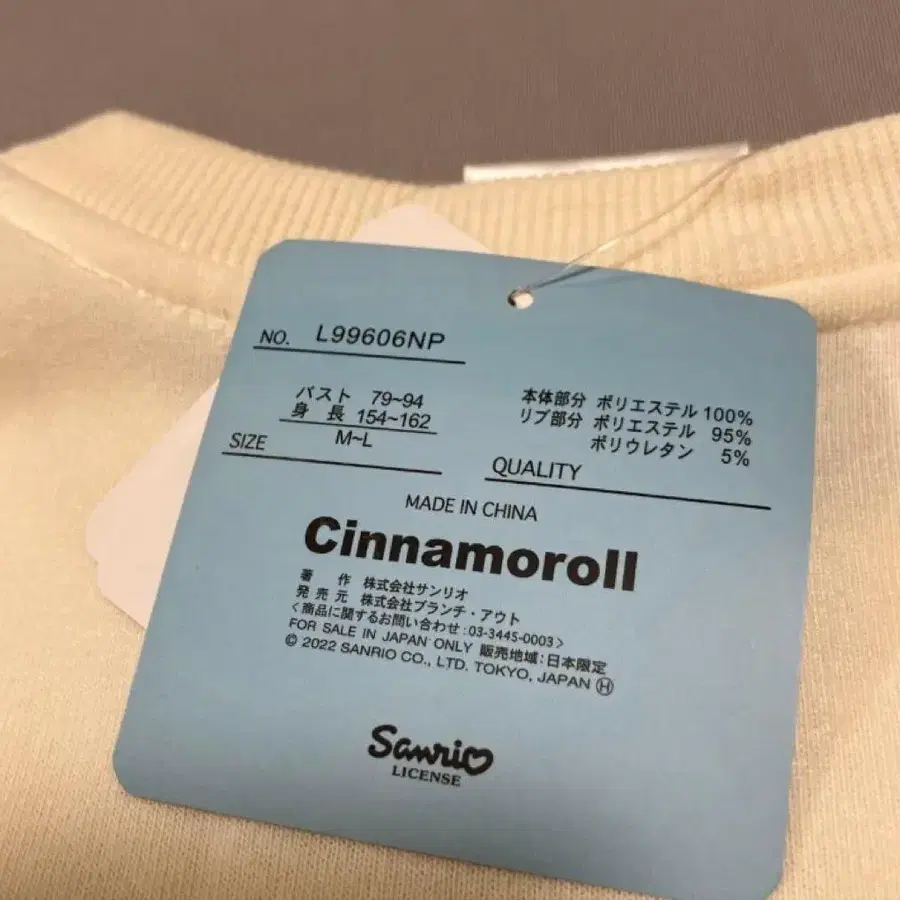 NO. L99606NP
バスト 79~94
身長 154~162
SIZE M~L
本体部分 ポリエステル 100%
リブ部分 ポリエステル 95%
ポリウレタン 5%
QUALITY
MADE IN CHINA
Cinnamoroll
著作 株式会社サンリオ
発売元 株式会社ブランチ・アウト
<商品に関するお問い合わせ:03-3445-0003>
FOR SALE IN JAPAN ONLY 販売地域:日本限定
© 2022 SANRIO CO., LTD. TOKYO, JAPAN Ⓗ
Sanrio
LICENSE